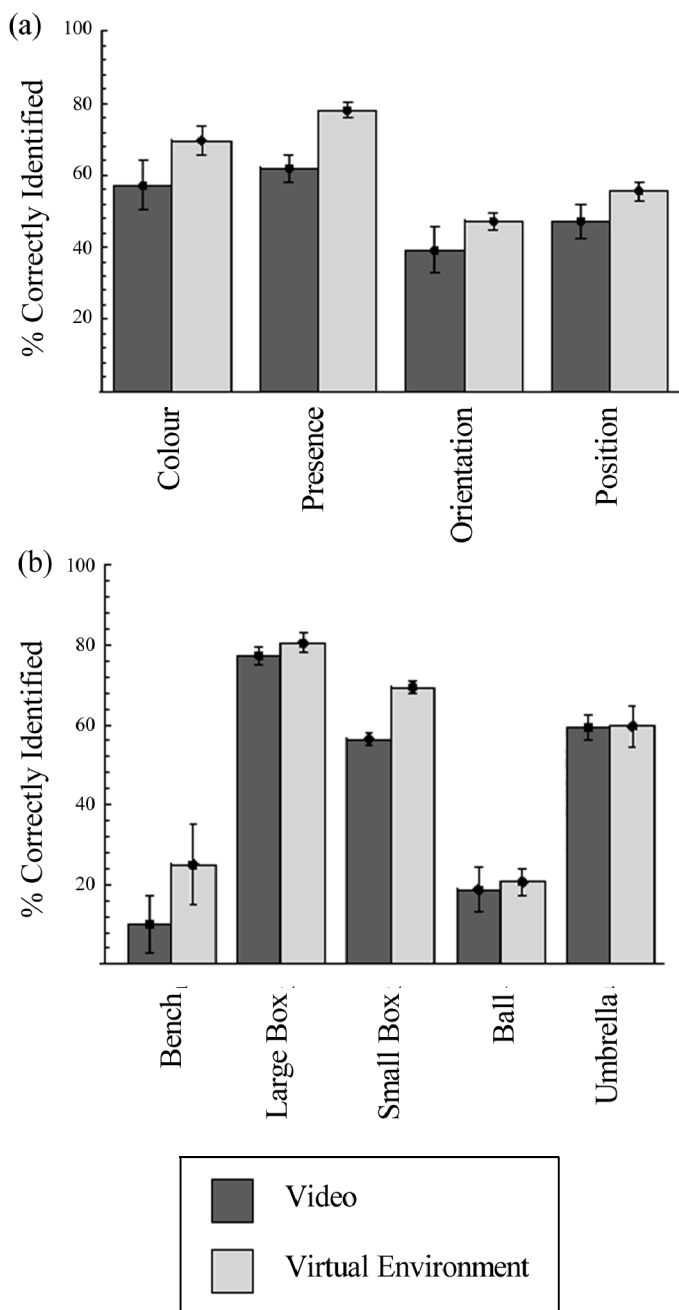 (a)
% Correctly Identified
100
80
60
40
20
Colour
Presence
Orientation
Position
(b)
% Correctly Identified
100
80
60
40
20
Bench
Large Box
Small Box
Ball
Umbrella
Video
Virtual Environment